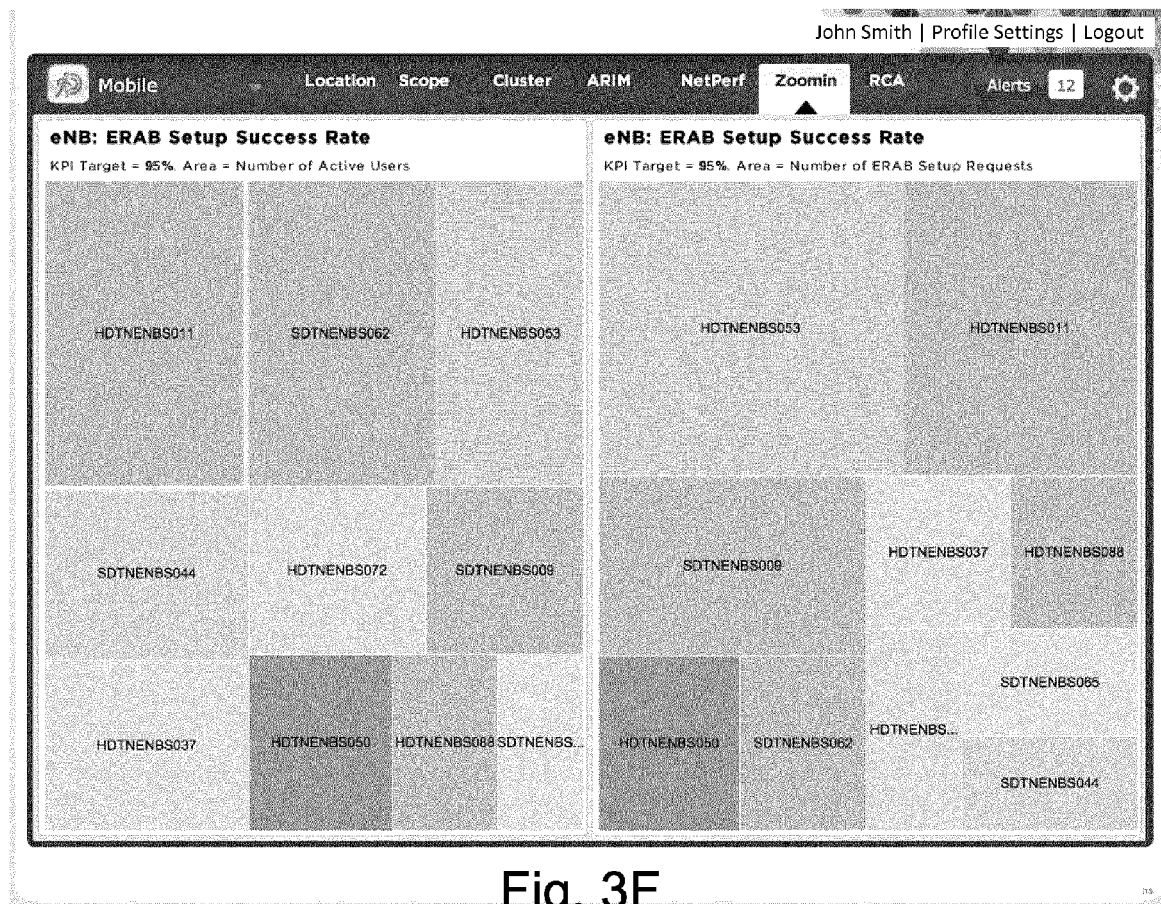 John Smith | Profile Settings | Logout
Mobile Location Scope Cluster ARIM NetPerf Zoomin RCA Alerts 12
eNB: ERAB Setup Success Rate
KPI Target = 95%. Area = Number of Active Users
HDTNENBS011 SDTNENBS062 HDTNENBS053
SDTNENBS044 HDTNENBS072 SDTNENBS009
HDTNENBS037 HDTNENBS050 HDTNENBS088 SDTNENBS...
eNB: ERAB Setup Success Rate
KPI Target = 95%. Area = Number of ERAB Setup Requests
HDTNENBS053 HDTNENBS011
SDTNENBS009 HDTNENBS037 HDTNENBS088
HDTNENBS050 SDTNENBS062 HDTNENBS...
SDTNENBS065
SDTNENBS044
Fig. 3F